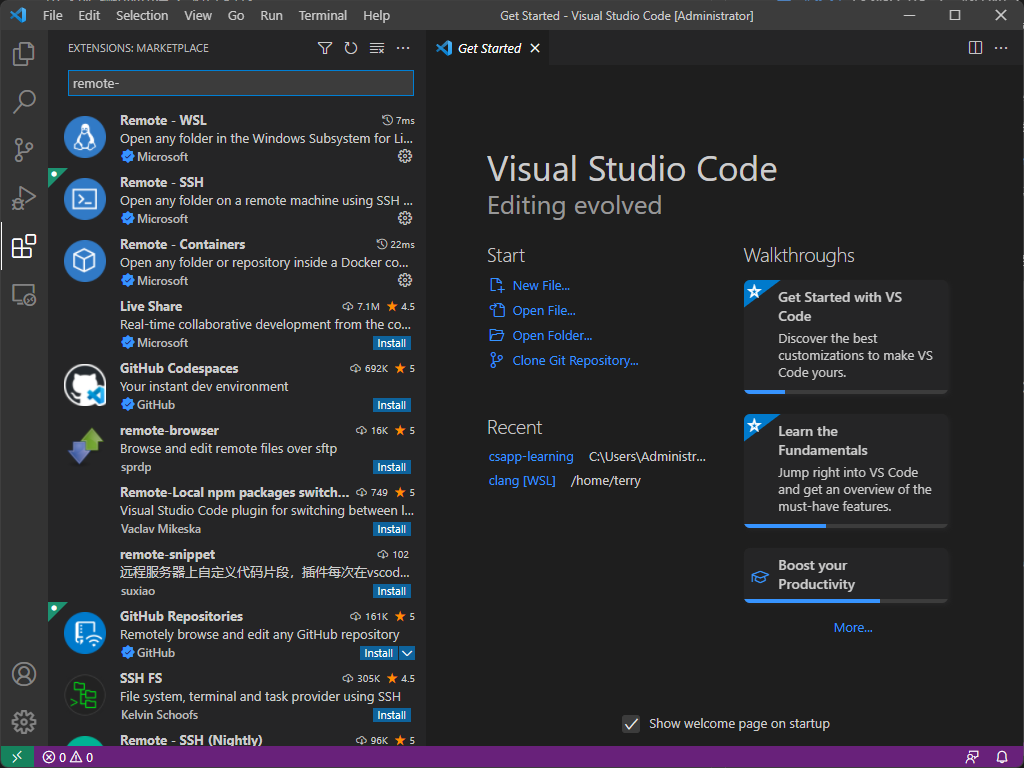 File Edit Selection View Go Run Terminal Help Get Started - Visual Studio Code [Administrator]
EXTENSIONS: MARKETPLACE
Get Started
remote-
Remote - WSL 7ms
Open any folder in the Windows Subsystem for Li...
Microsoft
Remote - SSH
Open any folder on a remote machine using SSH ...
Microsoft
Remote - Containers 22ms
Open any folder or repository inside a Docker co...
Microsoft
Live Share 7.1M 4.5
Real-time collaborative development from the co...
Microsoft Install
GitHub Codespaces 692K 5
Your instant dev environment
GitHub Install
remote-browser 16K 5
Browse and edit remote files over sftp
sprdp Install
Remote-Local npm packages switch... 749 5
Visual Studio Code plugin for switching between l...
Vaclav Mikeska Install
remote-snippet 102
远程服务器上自定义代码片段，插件每次在vscod...
suxiao Install
GitHub Repositories 161K 5
Remotely browse and edit any GitHub repository
GitHub Install
SSH FS 305K 4.5
File system, terminal and task provider using SSH
Kelvin Schoofs Install
Remote - SSH (Nightly) 96K 5
Visual Studio Code
Editing evolved
Start
New File...
Open File...
Open Folder...
Clone Git Repository...
Recent
csapp-learning C:\Users\Administr...
clang [WSL] /home/terry
Walkthroughs
Get Started with VS
Code
Discover the best
customizations to make VS
Code yours.
Learn the
Fundamentals
Jump right into VS Code
and get an overview of the
must-have features.
Boost your
Productivity
More...
Show welcome page on startup
0 0